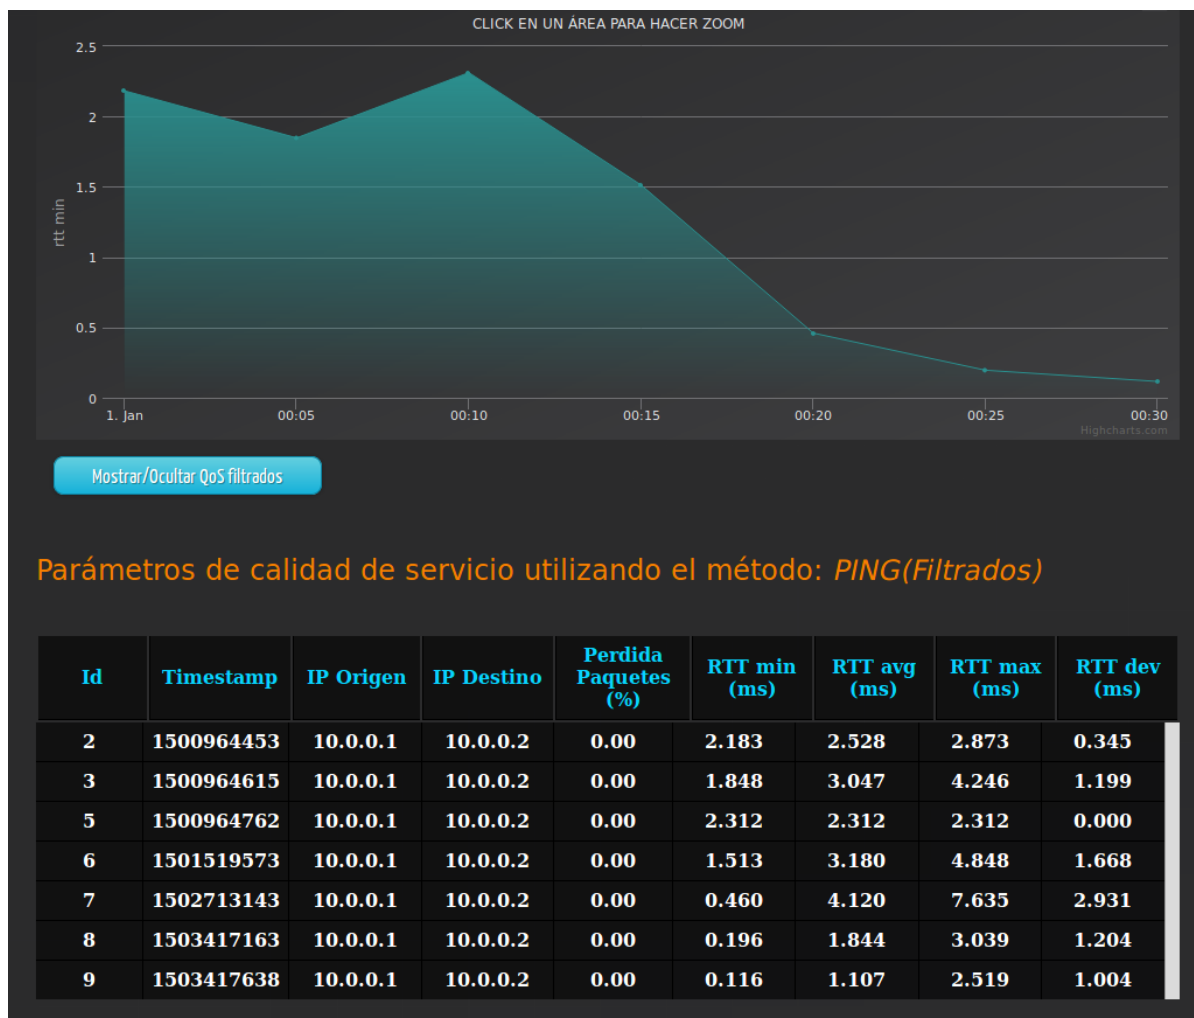 CLICK EN UN ÁREA PARA HACER ZOOM
2.5
2
1.5
1
0.5
0
rtt min
1. Jan 00:05 00:10 00:15 00:20 00:25 00:30
Highcharts.com
Mostrar/Ocultar QoS filtrados
Parámetros de calidad de servicio utilizando el método: PING(Filtrados)
Id Timestamp IP Origen IP Destino Perdida Paquetes (%) RTT min (ms) RTT avg (ms) RTT max (ms) RTT dev (ms)
2 1500964453 10.0.0.1 10.0.0.2 0.00 2.183 2.528 2.873 0.345
3 1500964615 10.0.0.1 10.0.0.2 0.00 1.848 3.047 4.246 1.199
5 1500964762 10.0.0.1 10.0.0.2 0.00 2.312 2.312 2.312 0.000
6 1501519573 10.0.0.1 10.0.0.2 0.00 1.513 3.180 4.848 1.668
7 1502713143 10.0.0.1 10.0.0.2 0.00 0.460 4.120 7.635 2.931
8 1503417163 10.0.0.1 10.0.0.2 0.00 0.196 1.844 3.039 1.204
9 1503417638 10.0.0.1 10.0.0.2 0.00 0.116 1.107 2.519 1.004